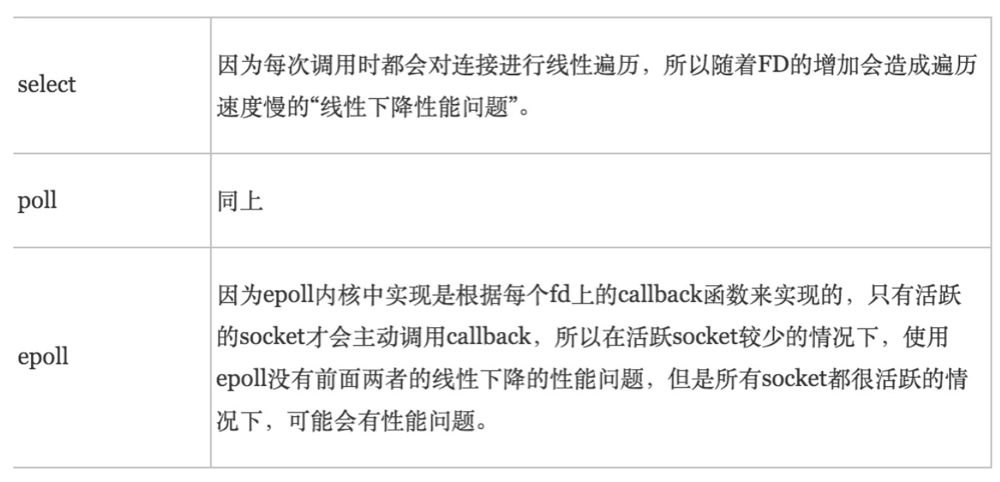 select
因为每次调用时都会对连接进行线性遍历，所以随着FD的增加会造成遍历
速度慢的“线性下降性能问题”。
poll
同上
epoll
因为epoll内核中实现是根据每个fd上的callback函数来实现的，只有活跃
的socket才会主动调用callback，所以在活跃socket较少的情况下，使用
epoll没有前面两者的线性下降的性能问题，但是所有socket都很活跃的情
况下，可能会有性能问题。